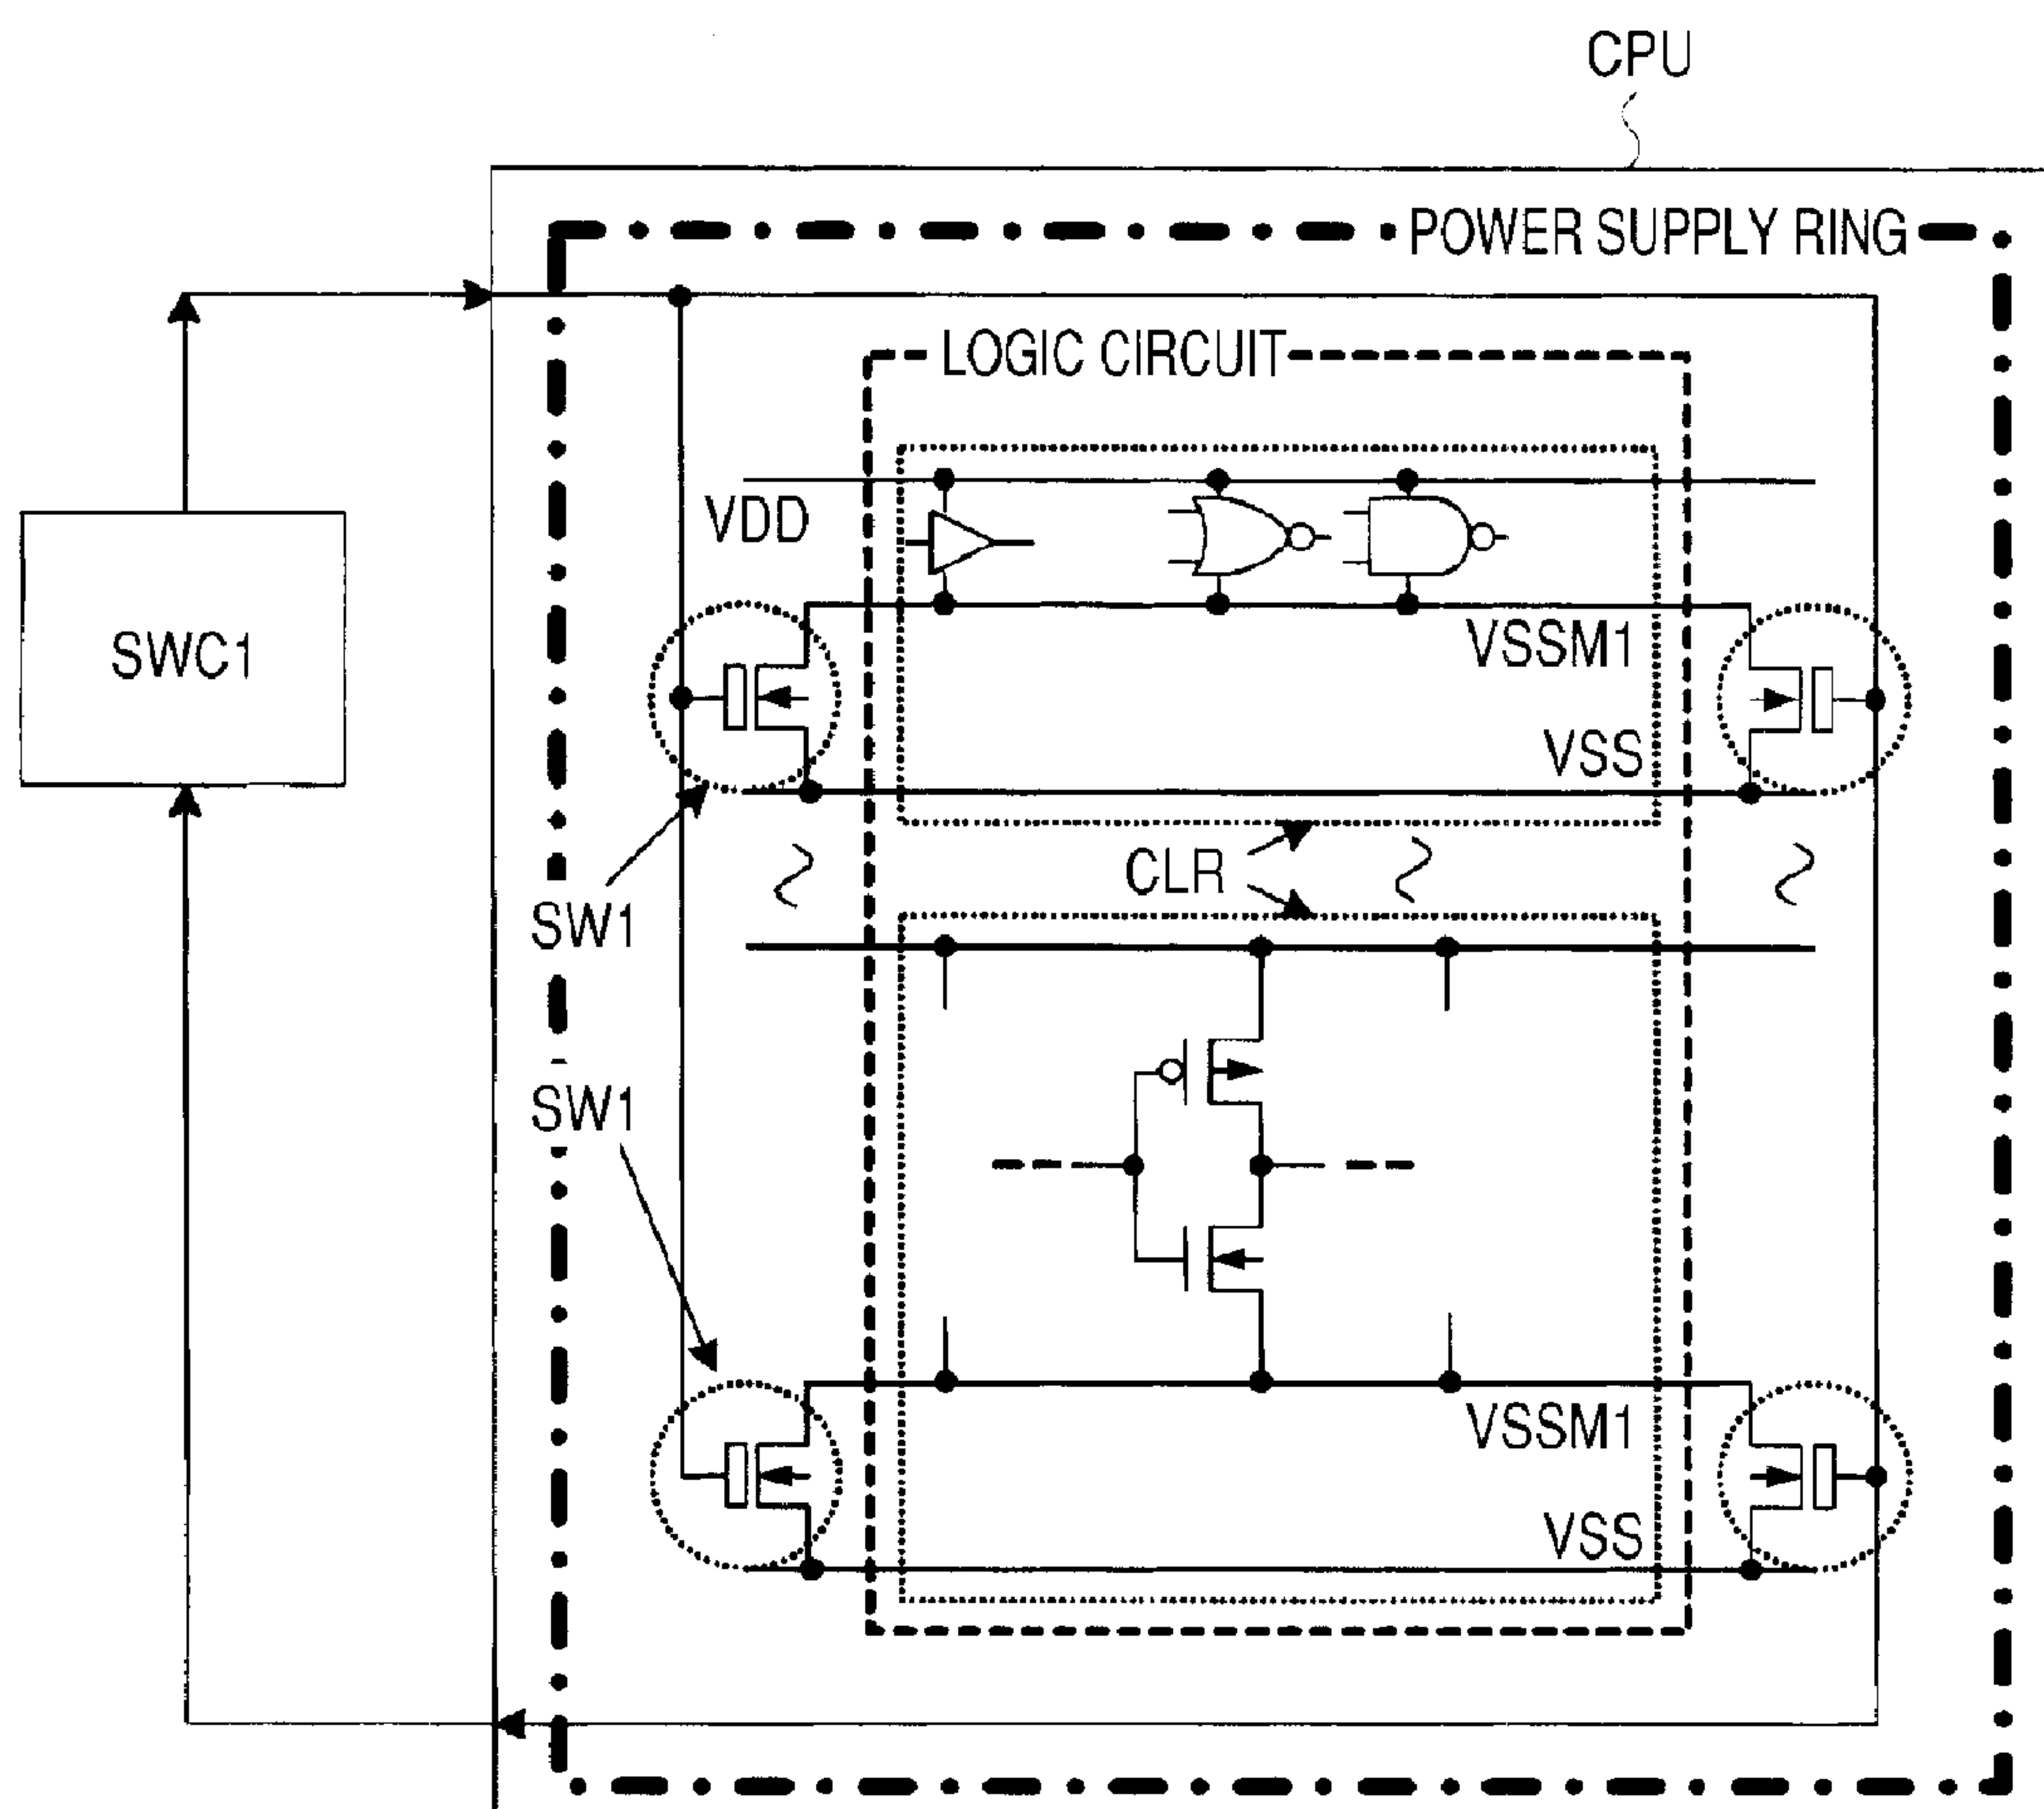 CPU
POWER SUPPLY RING
LOGIC CIRCUIT
VDD
SWC1
VSSM1
VSS
CLR
SW1
SW1
VSSM1
VSS